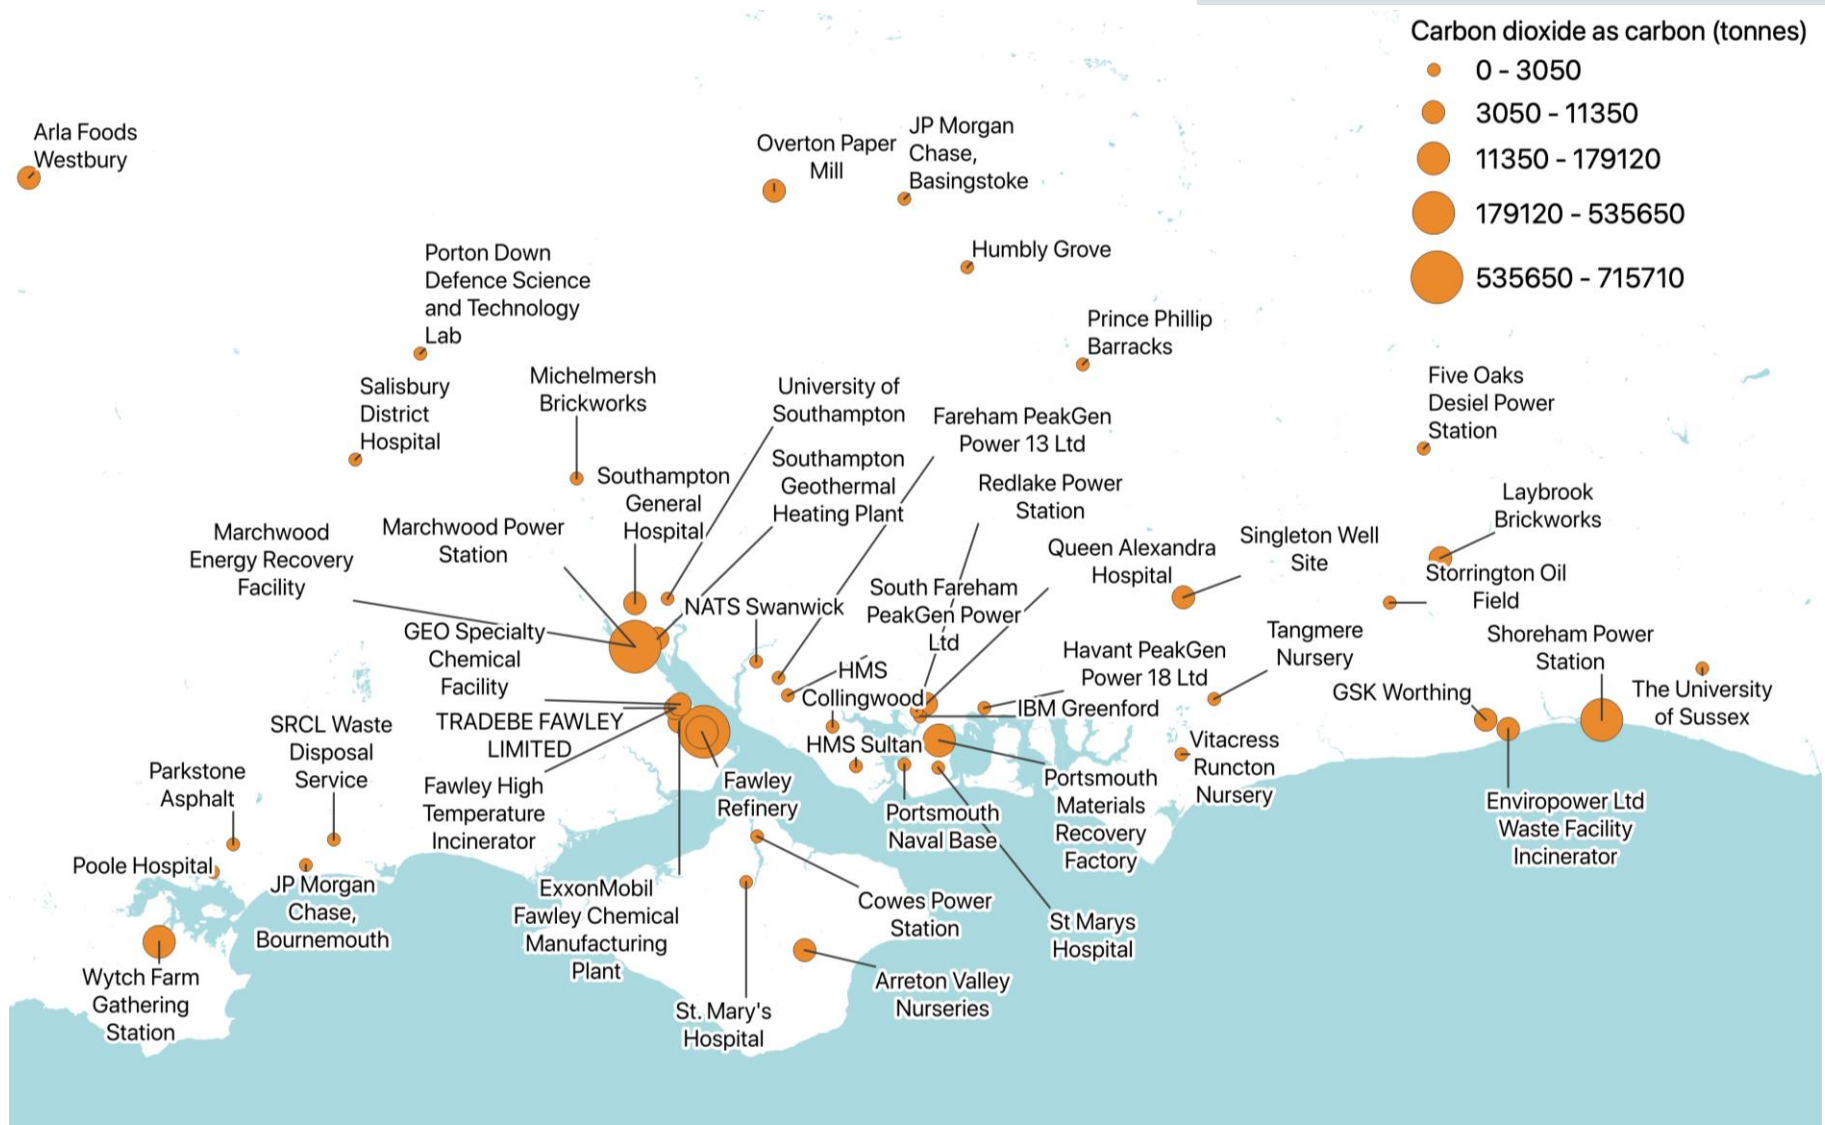 Carbon dioxide as carbon (tonnes)
0 - 3050
3050 - 11350
11350 - 179120
179120 - 535650
535650 - 715710
Arla Foods
Westbury
Overton Paper
Mill
JP Morgan
Chase,
Basingstoke
Humbly Grove
Porton Down
Defence Science
and Technology
Lab
Prince Phillip
Barracks
Salisbury
District
Hospital
Michelmersh
Brickworks
University of
Southampton
Fareham PeakGen
Power 13 Ltd
Five Oaks
Desiel Power
Station
Southampton
General
Hospital
Southampton
Geothermal
Heating Plant
Redlake Power
Station
Laybrook
Brickworks
Marchwood
Energy Recovery
Facility
Marchwood Power
Station
Queen Alexandra
Hospital
Singleton Well
Site
Storrington Oil
Field
NATS Swanwick
South Fareham
PeakGen Power
Ltd
GEO Specialty
Chemical
Facility
HMS
Collingwood
Havant PeakGen
Power 18 Ltd
Tangmere
Nursery
Shoreham Power
Station
GSK Worthing
The University
of Sussex
TRADEBE FAWLEY
LIMITED
IBM Greenford
HMS Sultan
SRCL Waste
Disposal
Service
Parkstone
Asphalt
Fawley High
Temperature
Incinerator
Fawley
Refinery
Portsmouth
Naval Base
Portsmouth
Materials
Recovery
Factory
Vitacress
Runcton
Nursery
Enviropower Ltd
Waste Facility
Incinerator
Poole Hospital
JP Morgan
Chase,
Bournemouth
ExxonMobil
Fawley Chemical
Manufacturing
Plant
Cowes Power
Station
St Marys
Hospital
Wytch Farm
Gathering
Station
St. Mary's
Hospital
Arreton Valley
Nurseries